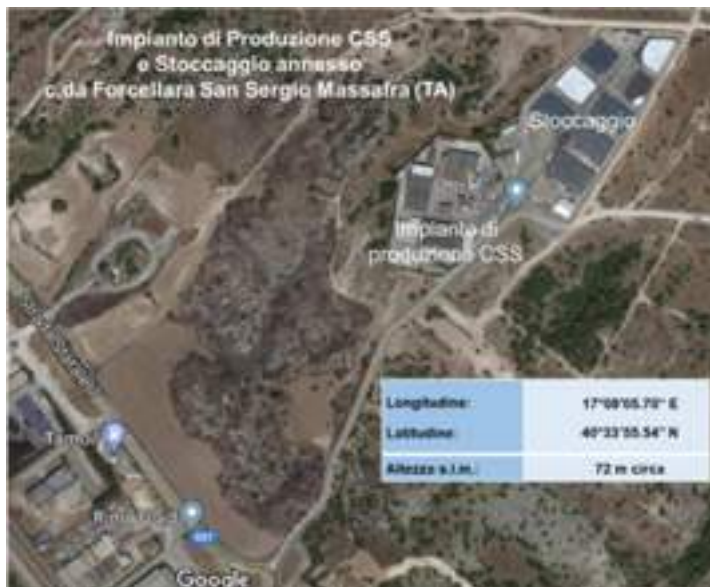 Impianto di Produzione CSS
e Stoccaggio annesso
c.da Forcellara San Sergio Massafra (TA)
Stoccaggio
Impianto di
produzione CSS
Longitudine: 17°08'05.70" E
Latitudine: 40°33'55.54" N
Altezza s.l.m.: 72 m circa
Google